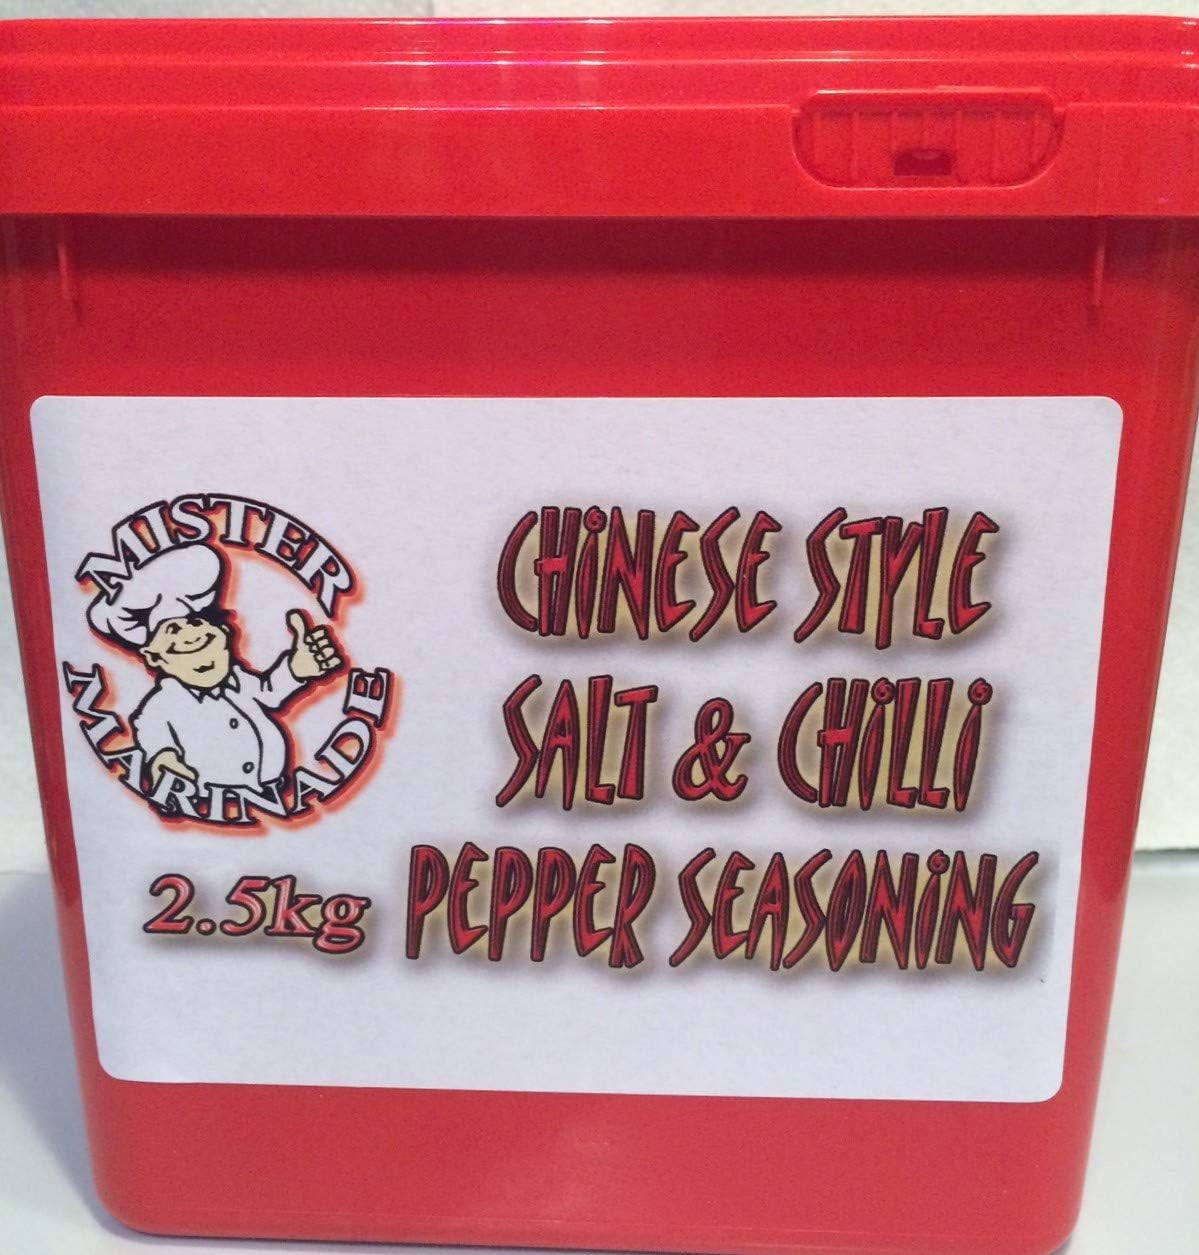 MISTER
MARINADE
CHINESE STYLE
SALT & CHILLI
PEPPER SEASONING
2.5kg